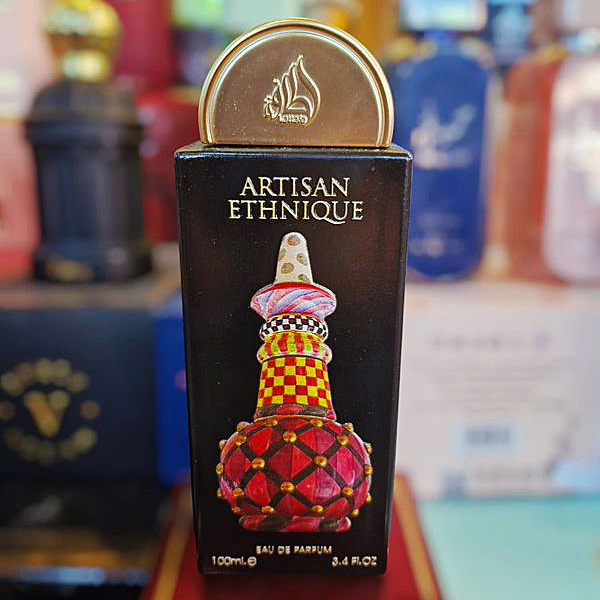 ARTISAN
ETHNIQUE
EAU DE PARFUM
100ml.℮ 3.4 Fl.OZ